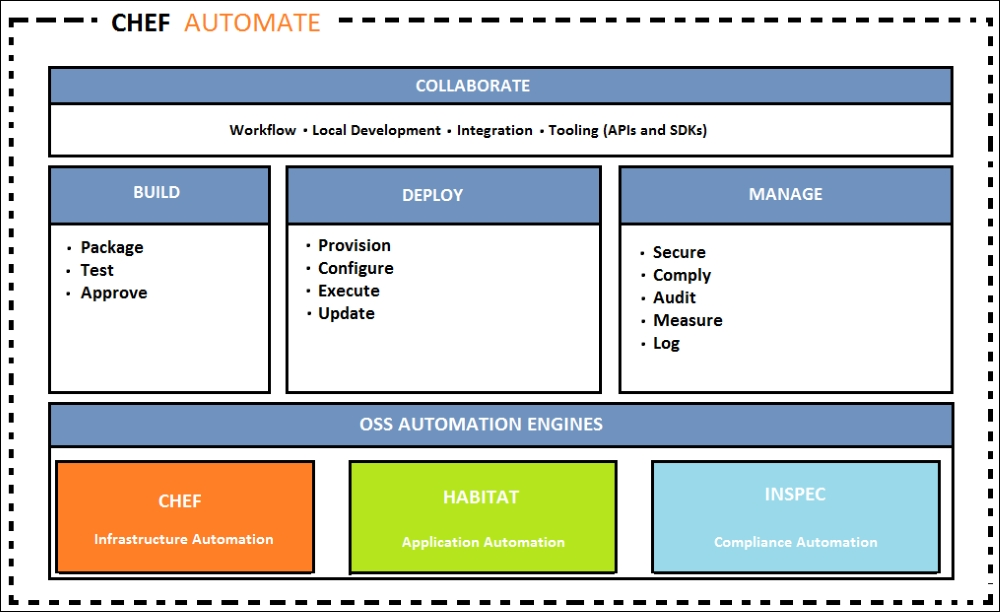 CHEF AUTOMATE
COLLABORATE
Workflow • Local Development • Integration • Tooling (APIs and SDKs)
BUILD
• Package
• Test
• Approve
DEPLOY
• Provision
• Configure
• Execute
• Update
MANAGE
• Secure
• Comply
• Audit
• Measure
• Log
OSS AUTOMATION ENGINES
CHEF
Infrastructure Automation
HABITAT
Application Automation
INSPEC
Compliance Automation